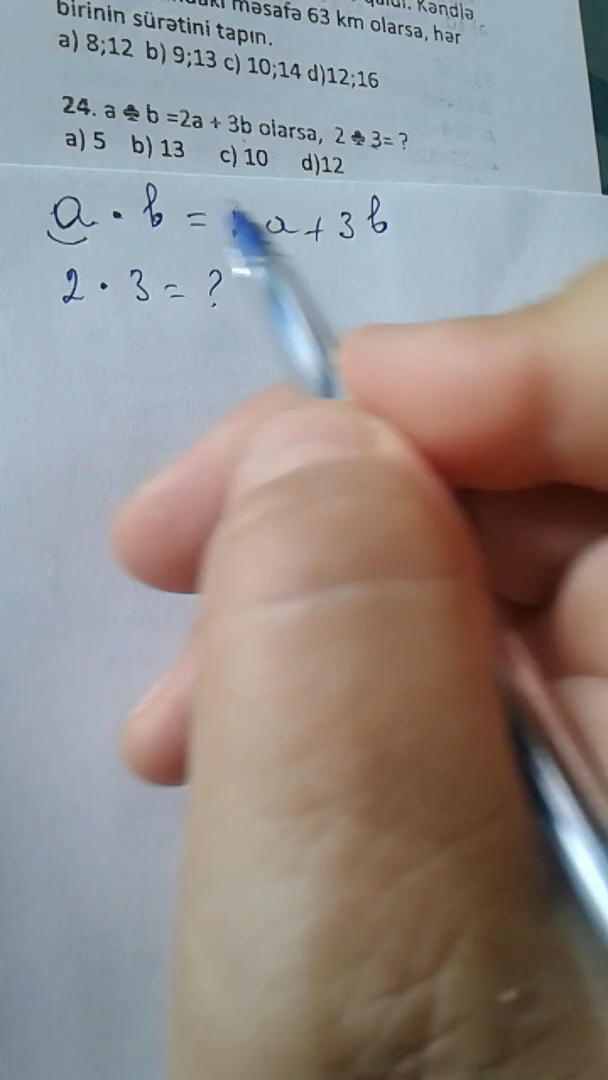 məsafə 63 km olarsa, hər
birinin sürətini tapın.
a) 8;12 b) 9;13 c) 10;14 d)12;16
24. a ♣ b =2a + 3b olarsa, 2 ♣ 3= ?
a) 5 b) 13 c) 10 d)12
a · b = a + 3 b
2 · 3 = ?